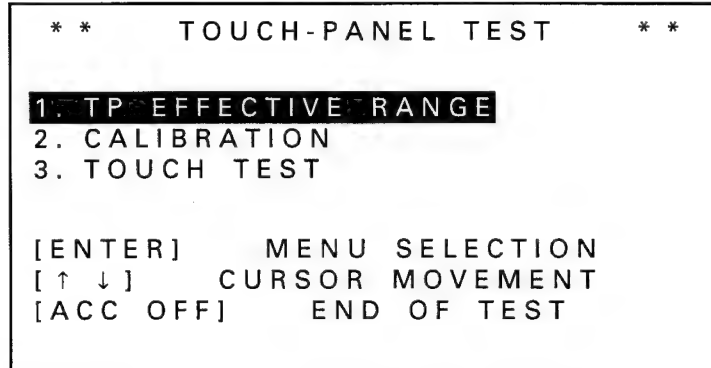 ** TOUCH-PANEL TEST **
1. TP EFFECTIVE RANGE
2. CALIBRATION
3. TOUCH TEST
[ENTER] MENU SELECTION
[↑ ↓] CURSOR MOVEMENT
[ACC OFF] END OF TEST